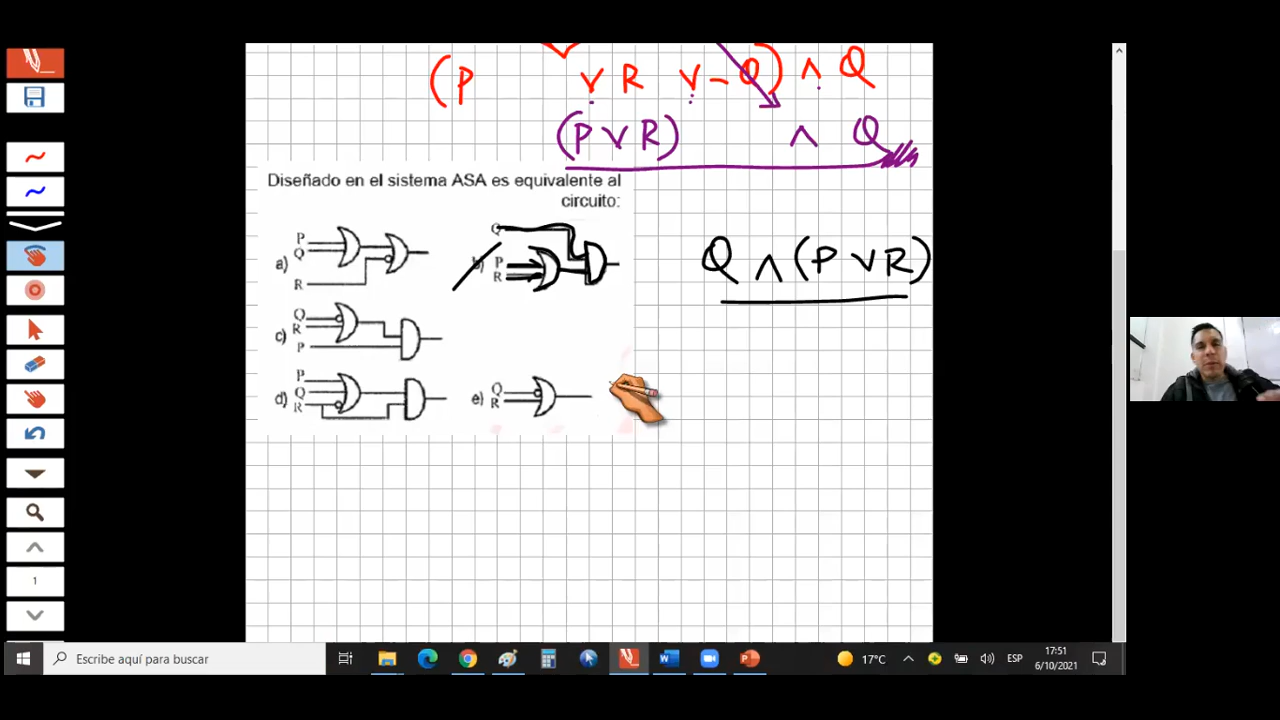 (P ∨ R ∨ - Q) ∧ Q
(P ∨ R) ∧ Q
Diseñado en el sistema ASA es equivalente al
circuito:
a) P Q R
b) Q P R
Q ∧ (P ∨ R)
c) Q R P
d) P Q R
e) Q R
1
Escribe aquí para buscar
17°C
ESP
17:51
6/10/2021